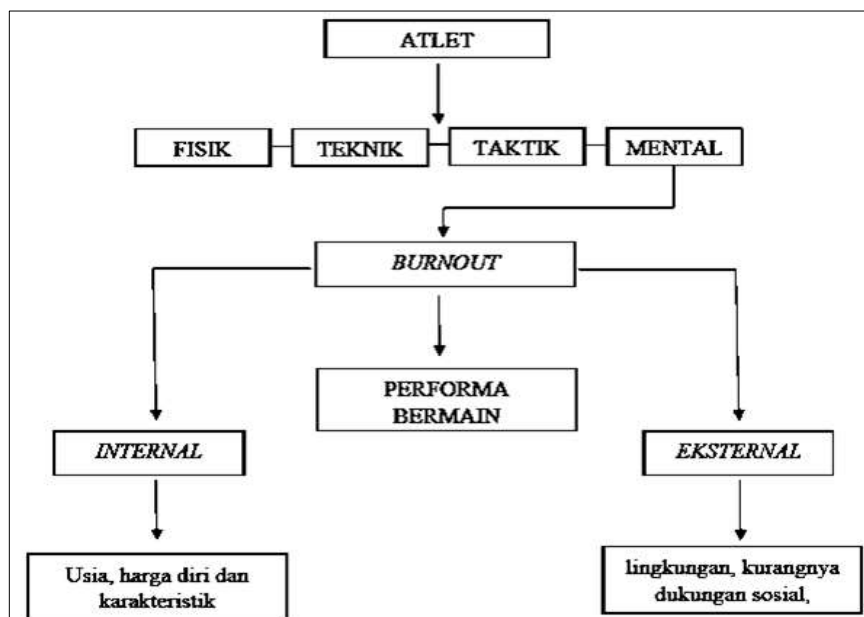 ATLET
FISIK
TEKNIK
TAKTIK
MENTAL
BURNOUT
PERFORMA
BERMAIN
INTERNAL
EKSTERNAL
Usia, harga diri dan
karakteristik
lingkungan, kurangnya
dukungan sosial,